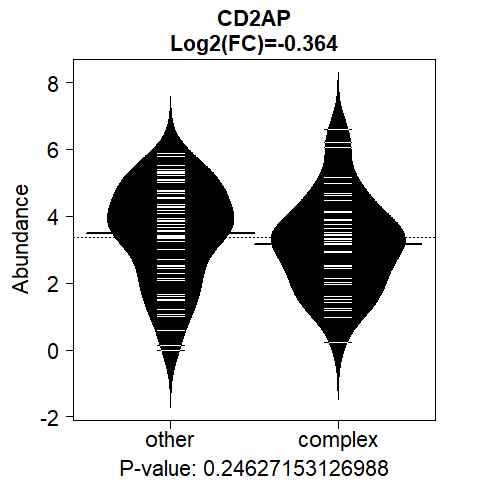 CD2AP
Log2(FC)=-0.364
Abundance
8
6
4
2
0
-2
other complex
P-value: 0.24627153126988